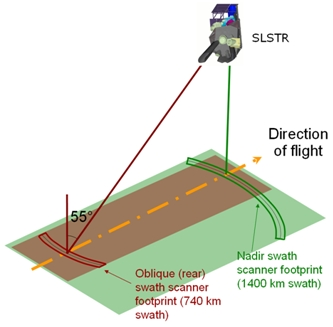 SLSTR
Direction
of flight
55°
Nadir swath
scanner footprint
(1400 km swath)
Oblique (rear)
swath scanner
footprint (740 km
swath)